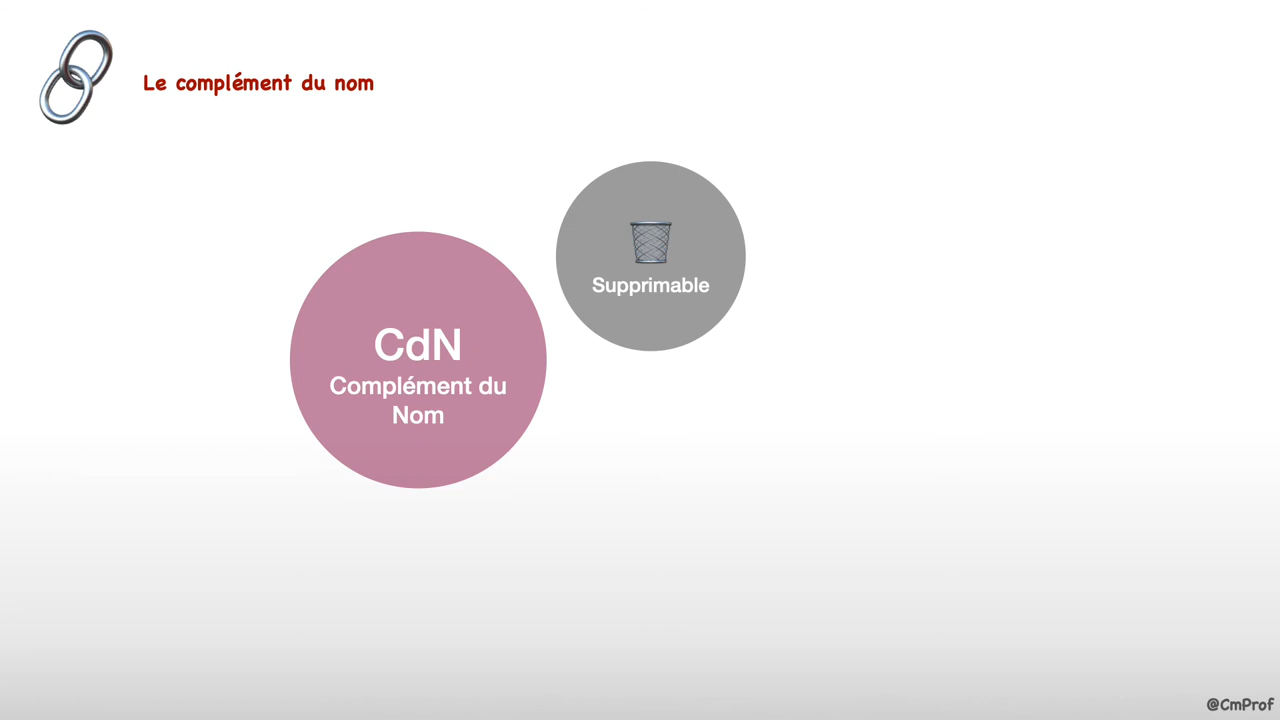 Le complément du nom
Supprimable
CdN
Complément du
Nom
@CmProf